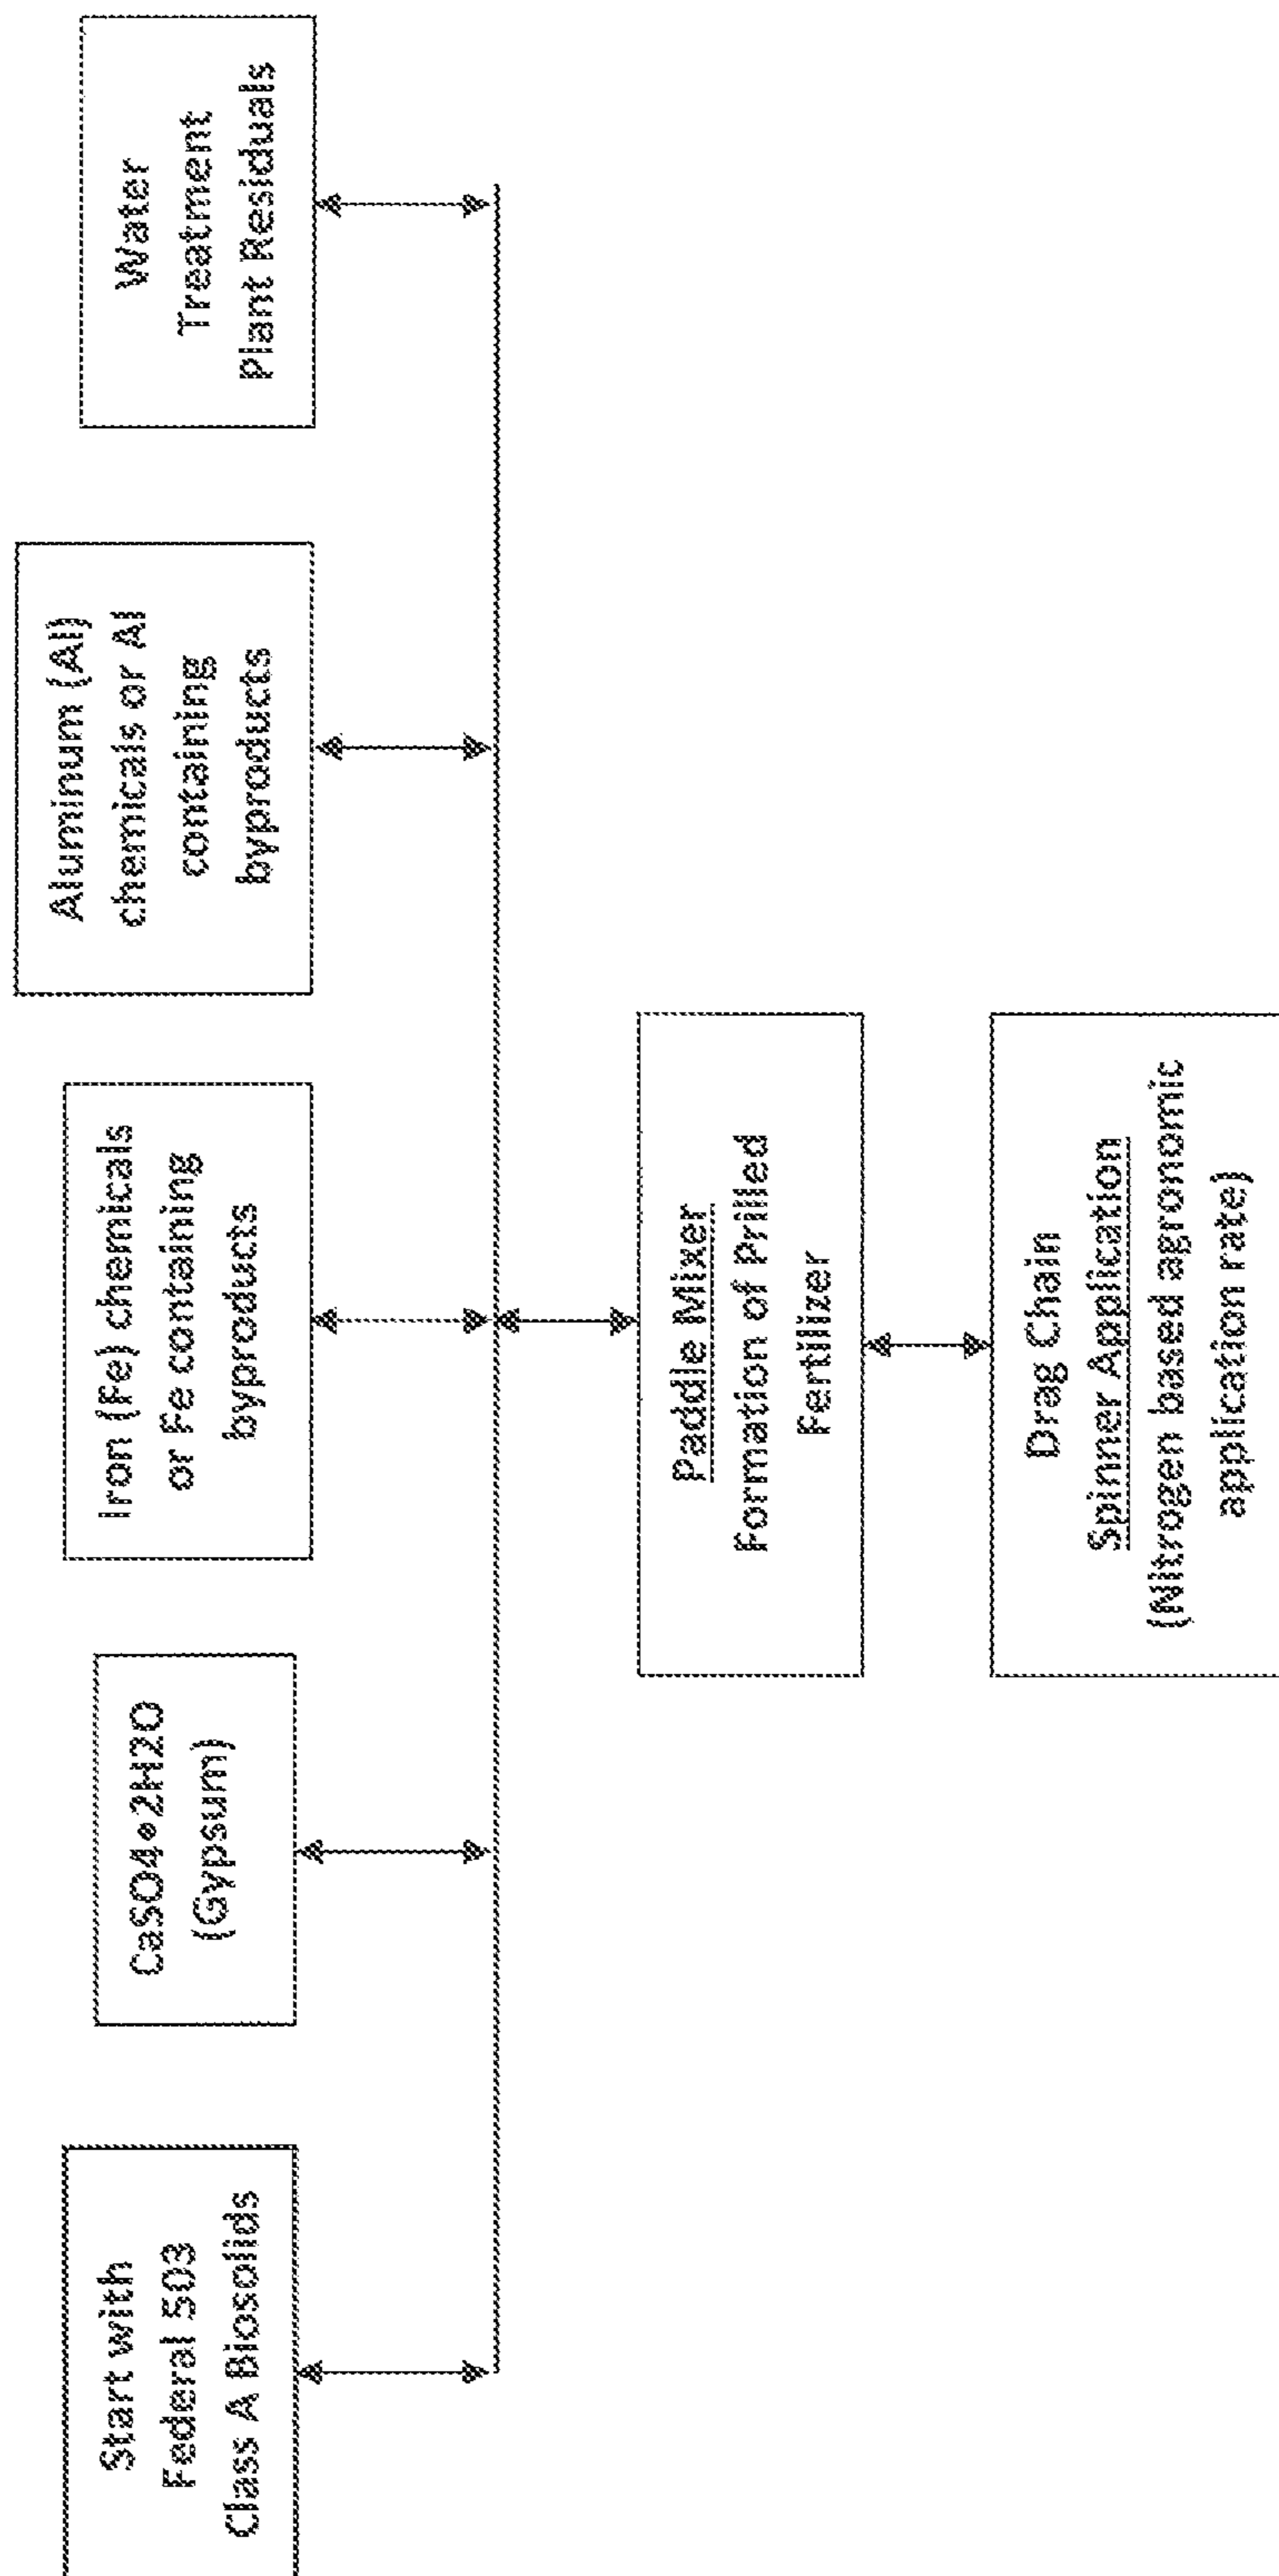 Start with
Federal 503
Class A Biosolids
CaSO4•2H2O
(Gypsum)
Iron (Fe) chemicals
or Fe containing
byproducts
Aluminum (Al)
chemicals or Al
containing
byproducts
Water
Treatment
Plant Residuals
Paddle Mixer
Formation of Prilled
Fertilizer
Drag Chain
Spinner Application
(Nitrogen based agronomic
application rate)